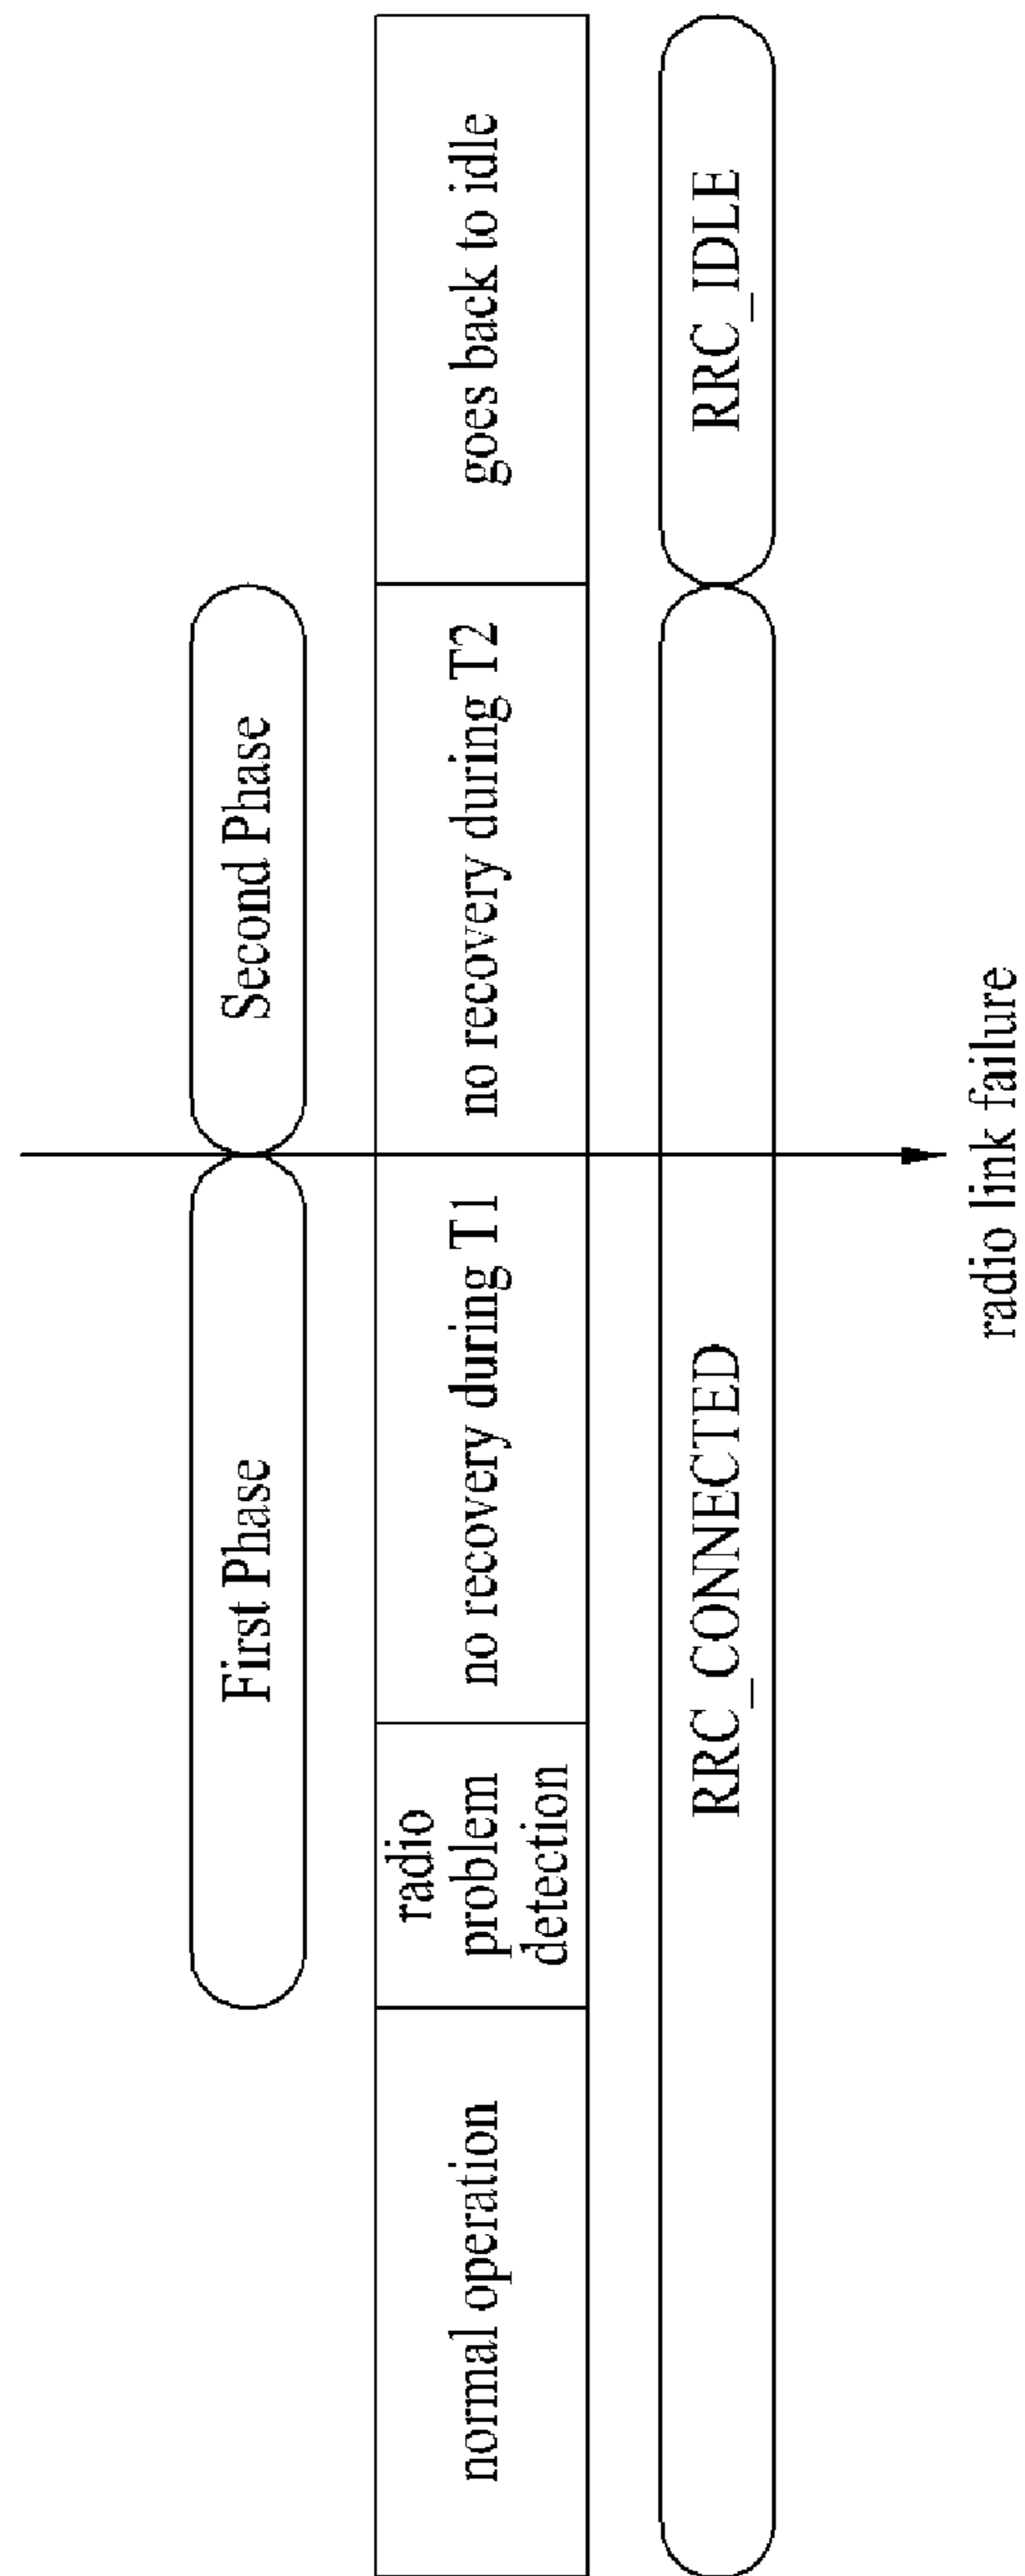 First Phase
Second Phase
normal operation
radio
problem
detection
no recovery during T1
no recovery during T2
goes back to idle
RRC_CONNECTED
RRC_IDLE
radio link failure